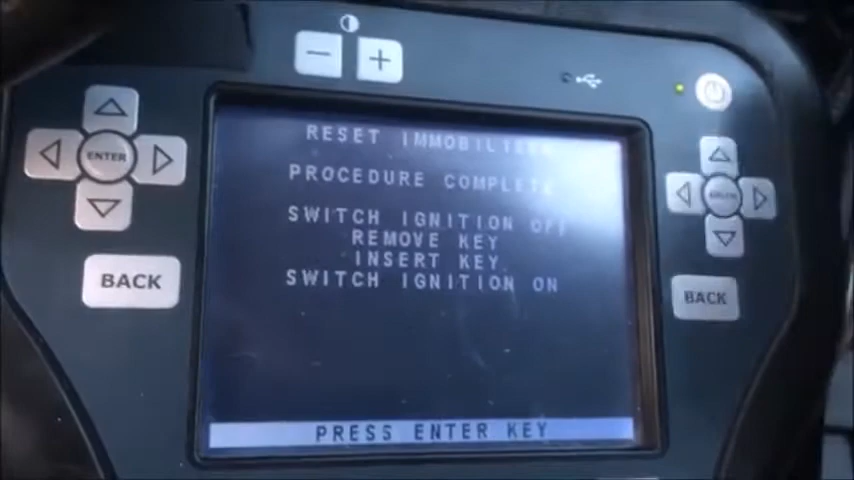 RESET IMMOBILISER
PROCEDURE COMPLETE
SWITCH IGNITION OFF
REMOVE KEY
INSERT KEY
SWITCH IGNITION ON
PRESS ENTER KEY
ENTER
BACK
BACK